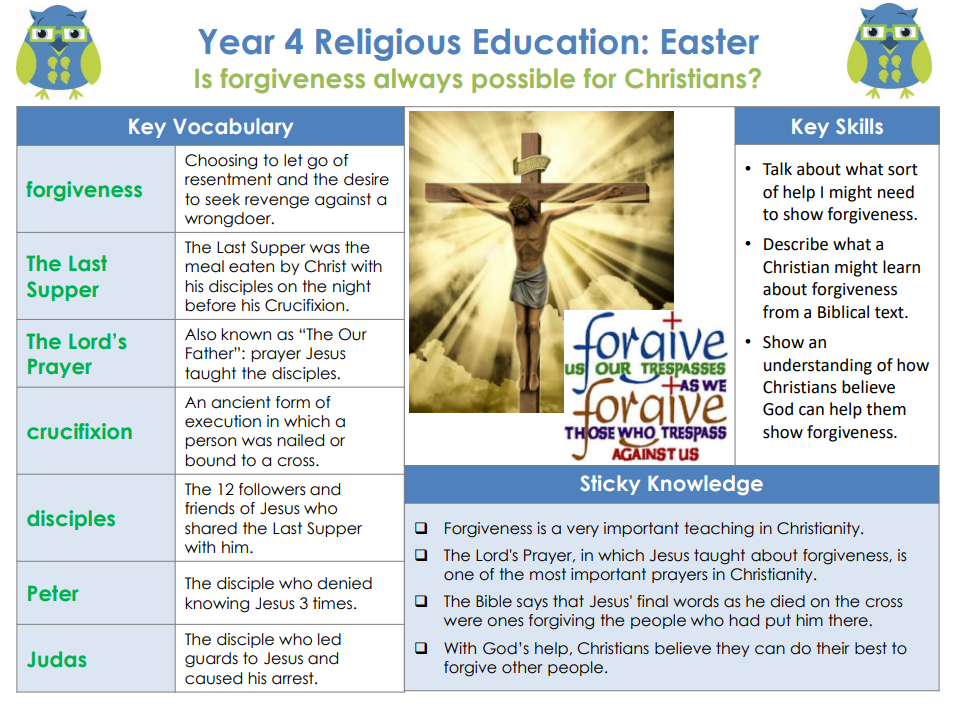 Year 4 Religious Education: Easter
Is forgiveness always possible for Christians?
Key Vocabulary
forgiveness
Choosing to let go of
resentment and the desire
to seek revenge against a
wrongdoer.
The Last
Supper
The Last Supper was the
meal eaten by Christ with
his disciples on the night
before his Crucifixion.
The Lord's
Prayer
Also known as “The Our
Father”: prayer Jesus
taught the disciples.
crucifixion
An ancient form of
execution in which a
person was nailed or
bound to a cross.
disciples
The 12 followers and
friends of Jesus who
shared the Last Supper
with him.
Peter
The disciple who denied
knowing Jesus 3 times.
Judas
The disciple who led
guards to Jesus and
caused his arrest.
forgive
US OUR TRESPASSES
AS WE
forgive
THOSE WHO TRESPASS
AGAINST US
Key Skills
• Talk about what sort
of help I might need
to show forgiveness.
• Describe what a
Christian might learn
about forgiveness
from a Biblical text.
• Show an
understanding of how
Christians believe
God can help them
show forgiveness.
Sticky Knowledge
❑ Forgiveness is a very important teaching in Christianity.
❑ The Lord's Prayer, in which Jesus taught about forgiveness, is
one of the most important prayers in Christianity.
❑ The Bible says that Jesus' final words as he died on the cross
were ones forgiving the people who had put him there.
❑ With God's help, Christians believe they can do their best to
forgive other people.